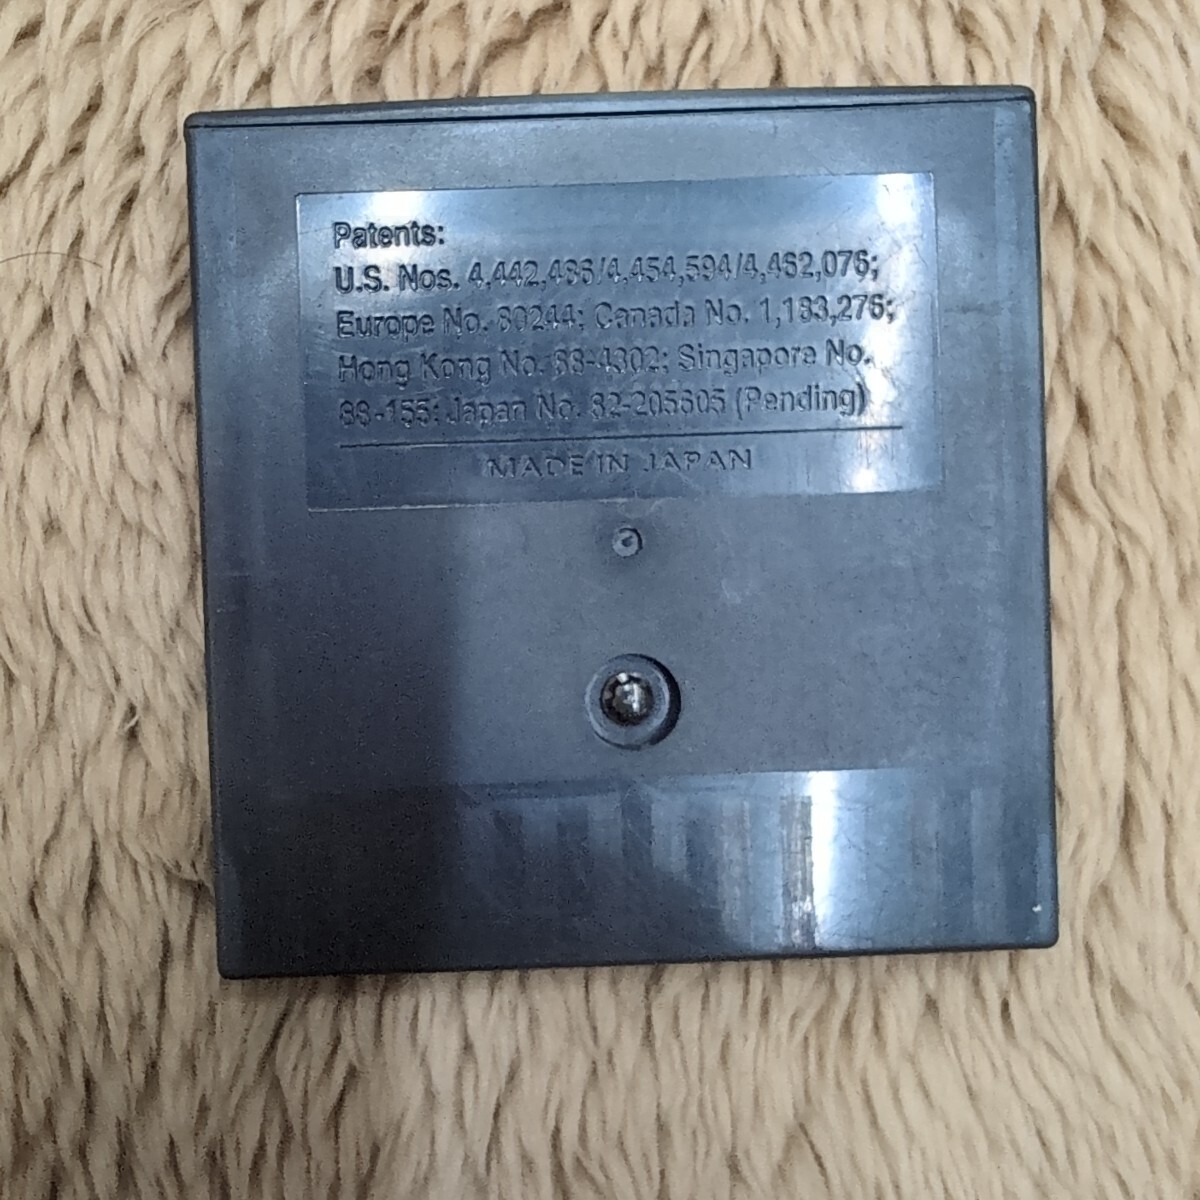 Patents:
U.S. Nos. 4,442,486/4,454,594/4,462,076;
Europe No. 80244; Canada No. 1,183,276;
Hong Kong No. 88-4302; Singapore No.
88-155; Japan No. 82-205605 (Pending)
MADE IN JAPAN